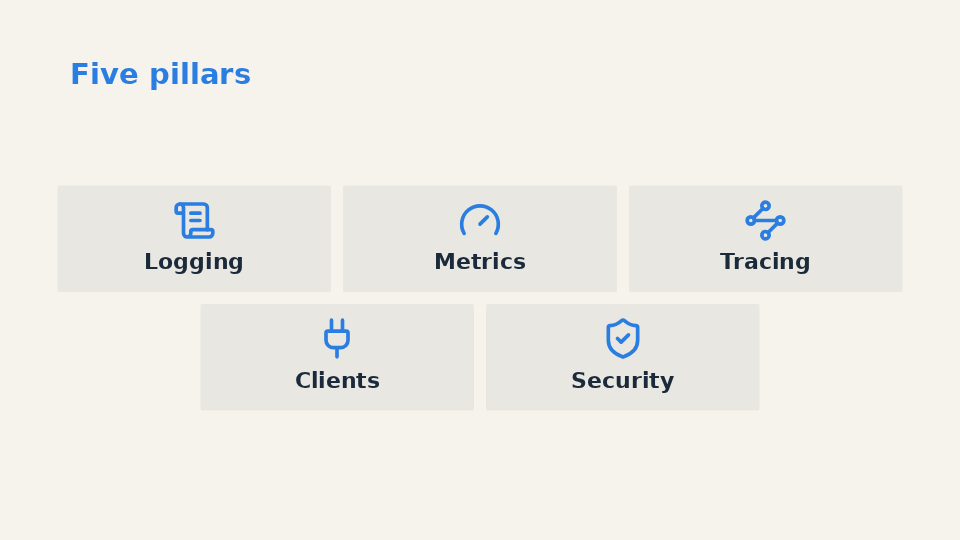 Five pillars
Logging
Metrics
Tracing
Clients
Security